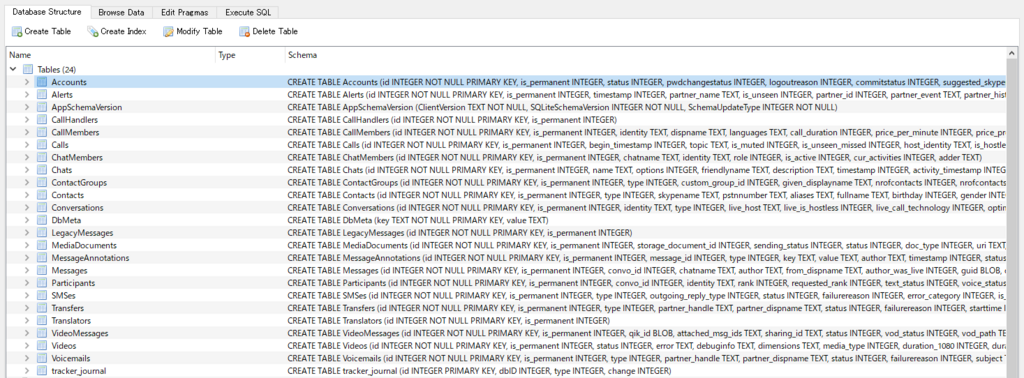 Database Structure Browse Data Edit Pragmas Execute SQL
Create Table Create Index Modify Table Delete Table
Name Type Schema
Tables (24)
Accounts CREATE TABLE Accounts (id INTEGER NOT NULL PRIMARY KEY, is_permanent INTEGER, status INTEGER, pwdchangestatus INTEGER, logoutreason INTEGER, commitstatus INTEGER, suggested_skype
Alerts CREATE TABLE Alerts (id INTEGER NOT NULL PRIMARY KEY, is_permanent INTEGER, timestamp INTEGER, partner_name TEXT, is_unseen INTEGER, partner_id INTEGER, partner_event TEXT, partner_hist
AppSchemaVersion CREATE TABLE AppSchemaVersion (ClientVersion TEXT NOT NULL, SQLiteSchemaVersion INTEGER NOT NULL, SchemaUpdateType INTEGER NOT NULL)
CallHandlers CREATE TABLE CallHandlers (id INTEGER NOT NULL PRIMARY KEY, is_permanent INTEGER)
CallMembers CREATE TABLE CallMembers (id INTEGER NOT NULL PRIMARY KEY, is_permanent INTEGER, identity TEXT, dispname TEXT, languages TEXT, call_duration INTEGER, price_per_minute INTEGER, price_pr
Calls CREATE TABLE Calls (id INTEGER NOT NULL PRIMARY KEY, is_permanent INTEGER, begin_timestamp INTEGER, topic TEXT, is_muted INTEGER, is_unseen_missed INTEGER, host_identity TEXT, is_hostle
ChatMembers CREATE TABLE ChatMembers (id INTEGER NOT NULL PRIMARY KEY, is_permanent INTEGER, chatname TEXT, identity TEXT, role INTEGER, is_active INTEGER, cur_activities INTEGER, adder TEXT)
Chats CREATE TABLE Chats (id INTEGER NOT NULL PRIMARY KEY, is_permanent INTEGER, name TEXT, options INTEGER, friendlyname TEXT, description TEXT, timestamp INTEGER, activity_timestamp INTEG
ContactGroups CREATE TABLE ContactGroups (id INTEGER NOT NULL PRIMARY KEY, is_permanent INTEGER, type INTEGER, custom_group_id INTEGER, given_displayname TEXT, nrofcontacts INTEGER, nrofcontacts
Contacts CREATE TABLE Contacts (id INTEGER NOT NULL PRIMARY KEY, is_permanent INTEGER, type INTEGER, skypename TEXT, pstnnumber TEXT, aliases TEXT, fullname TEXT, birthday INTEGER, gender INTE
Conversations CREATE TABLE Conversations (id INTEGER NOT NULL PRIMARY KEY, is_permanent INTEGER, identity TEXT, type INTEGER, live_host TEXT, live_is_hostless INTEGER, live_call_technology INTEGER, optin
DbMeta CREATE TABLE DbMeta (key TEXT NOT NULL PRIMARY KEY, value TEXT)
LegacyMessages CREATE TABLE LegacyMessages (id INTEGER NOT NULL PRIMARY KEY, is_permanent INTEGER)
MediaDocuments CREATE TABLE MediaDocuments (id INTEGER NOT NULL PRIMARY KEY, is_permanent INTEGER, storage_document_id INTEGER, sending_status INTEGER, status INTEGER, doc_type INTEGER, uri TEXT,
MessageAnnotations CREATE TABLE MessageAnnotations (id INTEGER NOT NULL PRIMARY KEY, is_permanent INTEGER, message_id INTEGER, type INTEGER, key TEXT, value TEXT, author TEXT, timestamp INTEGER, status
Messages CREATE TABLE Messages (id INTEGER NOT NULL PRIMARY KEY, is_permanent INTEGER, convo_id INTEGER, chatname TEXT, author TEXT, from_dispname TEXT, author_was_live INTEGER, guid BLOB,
Participants CREATE TABLE Participants (id INTEGER NOT NULL PRIMARY KEY, is_permanent INTEGER, convo_id INTEGER, identity TEXT, rank INTEGER, requested_rank INTEGER, text_status INTEGER, voice_status
SMSes CREATE TABLE SMSes (id INTEGER NOT NULL PRIMARY KEY, is_permanent INTEGER, type INTEGER, outgoing_reply_type INTEGER, status INTEGER, failurereason INTEGER, error_category INTEGER, is_
Transfers CREATE TABLE Transfers (id INTEGER NOT NULL PRIMARY KEY, is_permanent INTEGER, type INTEGER, partner_handle TEXT, partner_dispname TEXT, status INTEGER, failurereason INTEGER, starttime I
Translators CREATE TABLE Translators (id INTEGER NOT NULL PRIMARY KEY, is_permanent INTEGER)
VideoMessages CREATE TABLE VideoMessages (id INTEGER NOT NULL PRIMARY KEY, is_permanent INTEGER, qik_id BLOB, attached_msg_ids TEXT, sharing_id TEXT, status INTEGER, vod_status INTEGER, vod_path TE
Videos CREATE TABLE Videos (id INTEGER NOT NULL PRIMARY KEY, is_permanent INTEGER, status INTEGER, error TEXT, debuginfo TEXT, dimensions TEXT, media_type INTEGER, duration_1080 INTEGER, dura
Voicemails CREATE TABLE Voicemails (id INTEGER NOT NULL PRIMARY KEY, is_permanent INTEGER, type INTEGER, partner_handle TEXT, partner_dispname TEXT, status INTEGER, failurereason INTEGER, subject T
tracker_journal CREATE TABLE tracker_journal (id INTEGER PRIMARY KEY, dbID INTEGER, type INTEGER, change INTEGER)